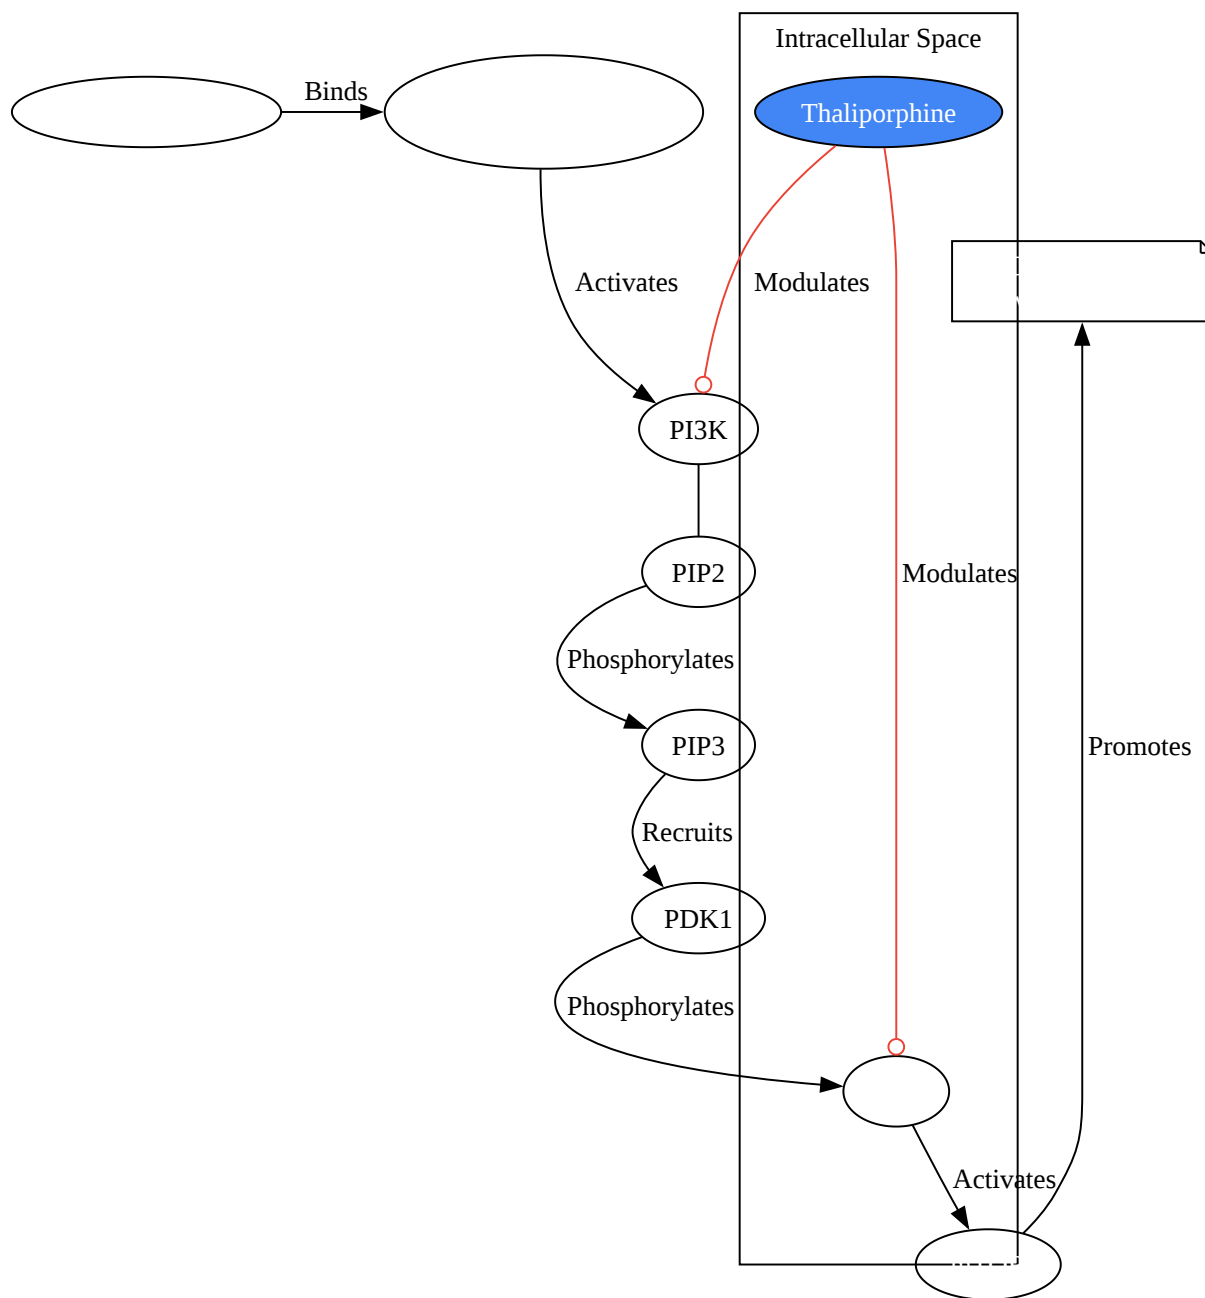 Intracellular Space
Binds
Thaliporphine
Activates
Modulates
PI3K
PIP2
Modulates
Phosphorylates
PIP3
Promotes
Recruits
PDK1
Phosphorylates
Activates